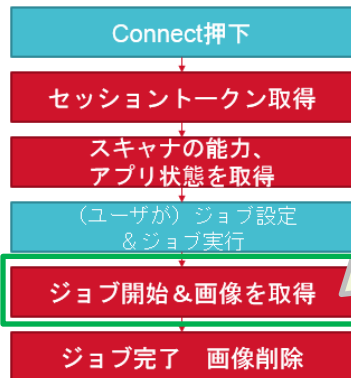 Connect押下
セッショントークン取得
スキャナの能力、
アプリ状態を取得
（ユーザが）ジョブ設定
＆ジョブ実行
ジョブ開始＆画像を取得
ジョブ完了　画像削除